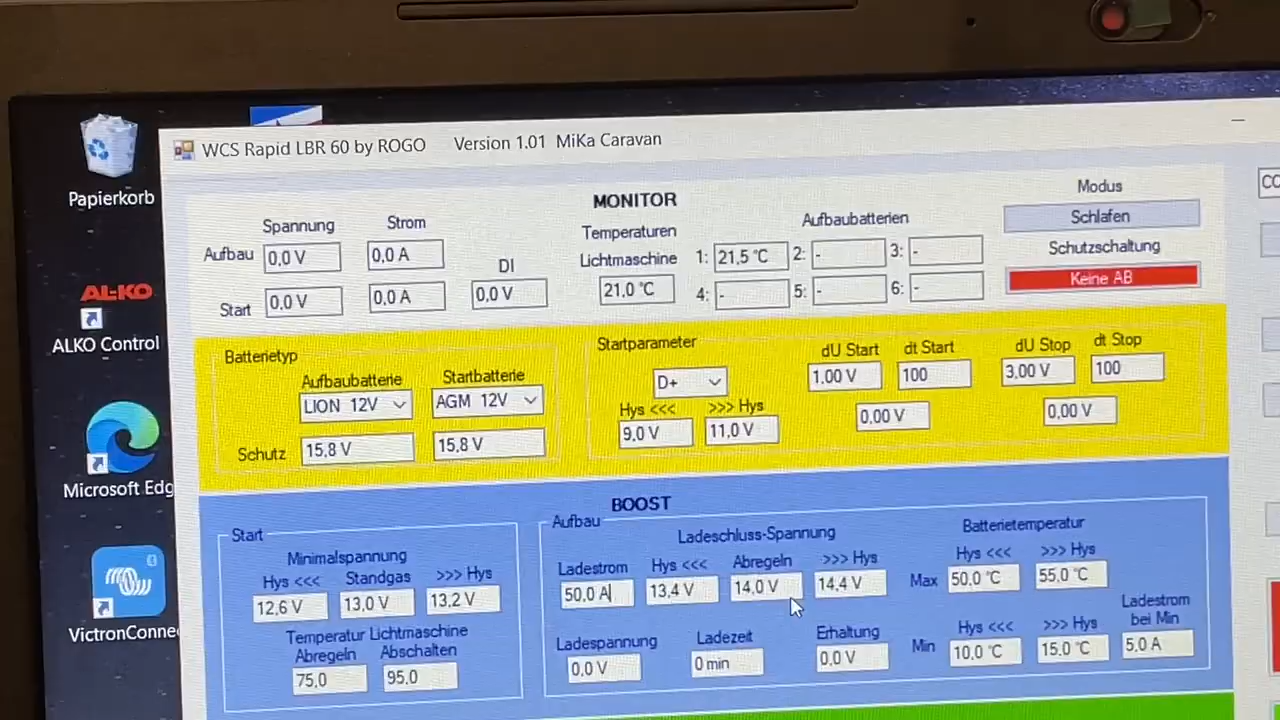 Papierkorb
AL-KO
ALKO Control
Microsoft Edg
VictronConne
WCS Rapid LBR 60 by ROGO Version 1.01 MiKa Caravan
MONITOR
Spannung Strom
Aufbau 0,0 V 0,0 A
DI
Start 0,0 V 0,0 A 0,0 V
Temperaturen
Lichtmaschine
21,0 °C
Aufbaubatterien
1: 21,5 °C 2: - 3: -
4: - 5: - 6: -
Modus
Schlafen
Schutzschaltung
Keine AB
CO
Batterietyp
Aufbaubatterie Startbatterie
LION 12V AGM 12V
Schutz 15,8 V 15,8 V
Startparameter
D+
Hys <<< >>> Hys
9,0 V 11,0 V
dU Start dt Start
1,00 V 100
0,00 V
dU Stop dt Stop
3,00 V 100
0,00 V
BOOST
Start
Minimalspannung
Hys <<< Standgas >>> Hys
12,6 V 13,0 V 13,2 V
Temperatur Lichtmaschine
Abregeln Abschalten
75,0 95,0
Aufbau
Ladeschluss-Spannung
Ladestrom Hys <<< Abregeln >>> Hys
50,0 A 13,4 V 14,0 V 14,4 V
Ladespannung Ladezeit Erhaltung
0,0 V 0 min 0,0 V
Batterietemperatur
Hys <<< >>> Hys
Max 50,0 °C 55,0 °C
Hys <<< >>> Hys Ladestrom bei Min
Min 10,0 °C 15,0 °C 5,0 A